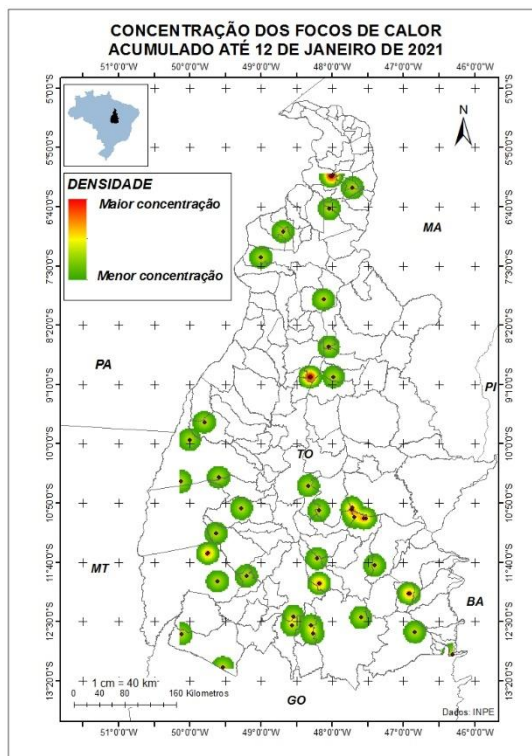 CONCENTRAÇÃO DOS FOCOS DE CALOR
ACUMULADO ATÉ 12 DE JANEIRO DE 2021
51°0'0"W 50°0'0"W 49°0'0"W 48°0'0"W 47°0'0"W 46°0'0"W
5°0'0"S 5°0'0"S
N
5°50'0"S 5°50'0"S
DENSIDADE
Maior concentração
6°40'0"S 6°40'0"S
MA
Menor concentração
7°30'0"S 7°30'0"S
8°20'0"S 8°20'0"S
PA
PI
9°10'0"S 9°10'0"S
10°0'0"S 10°0'0"S
TO
10°50'0"S 10°50'0"S
MT
11°40'0"S 11°40'0"S
BA
12°30'0"S 12°30'0"S
1 cm = 40 km
13°20'0"S 13°20'0"S
80 40 0 80 160 Kilometros
GO
Dados: INPE
51°0'0"W 50°0'0"W 49°0'0"W 48°0'0"W 47°0'0"W 46°0'0"W